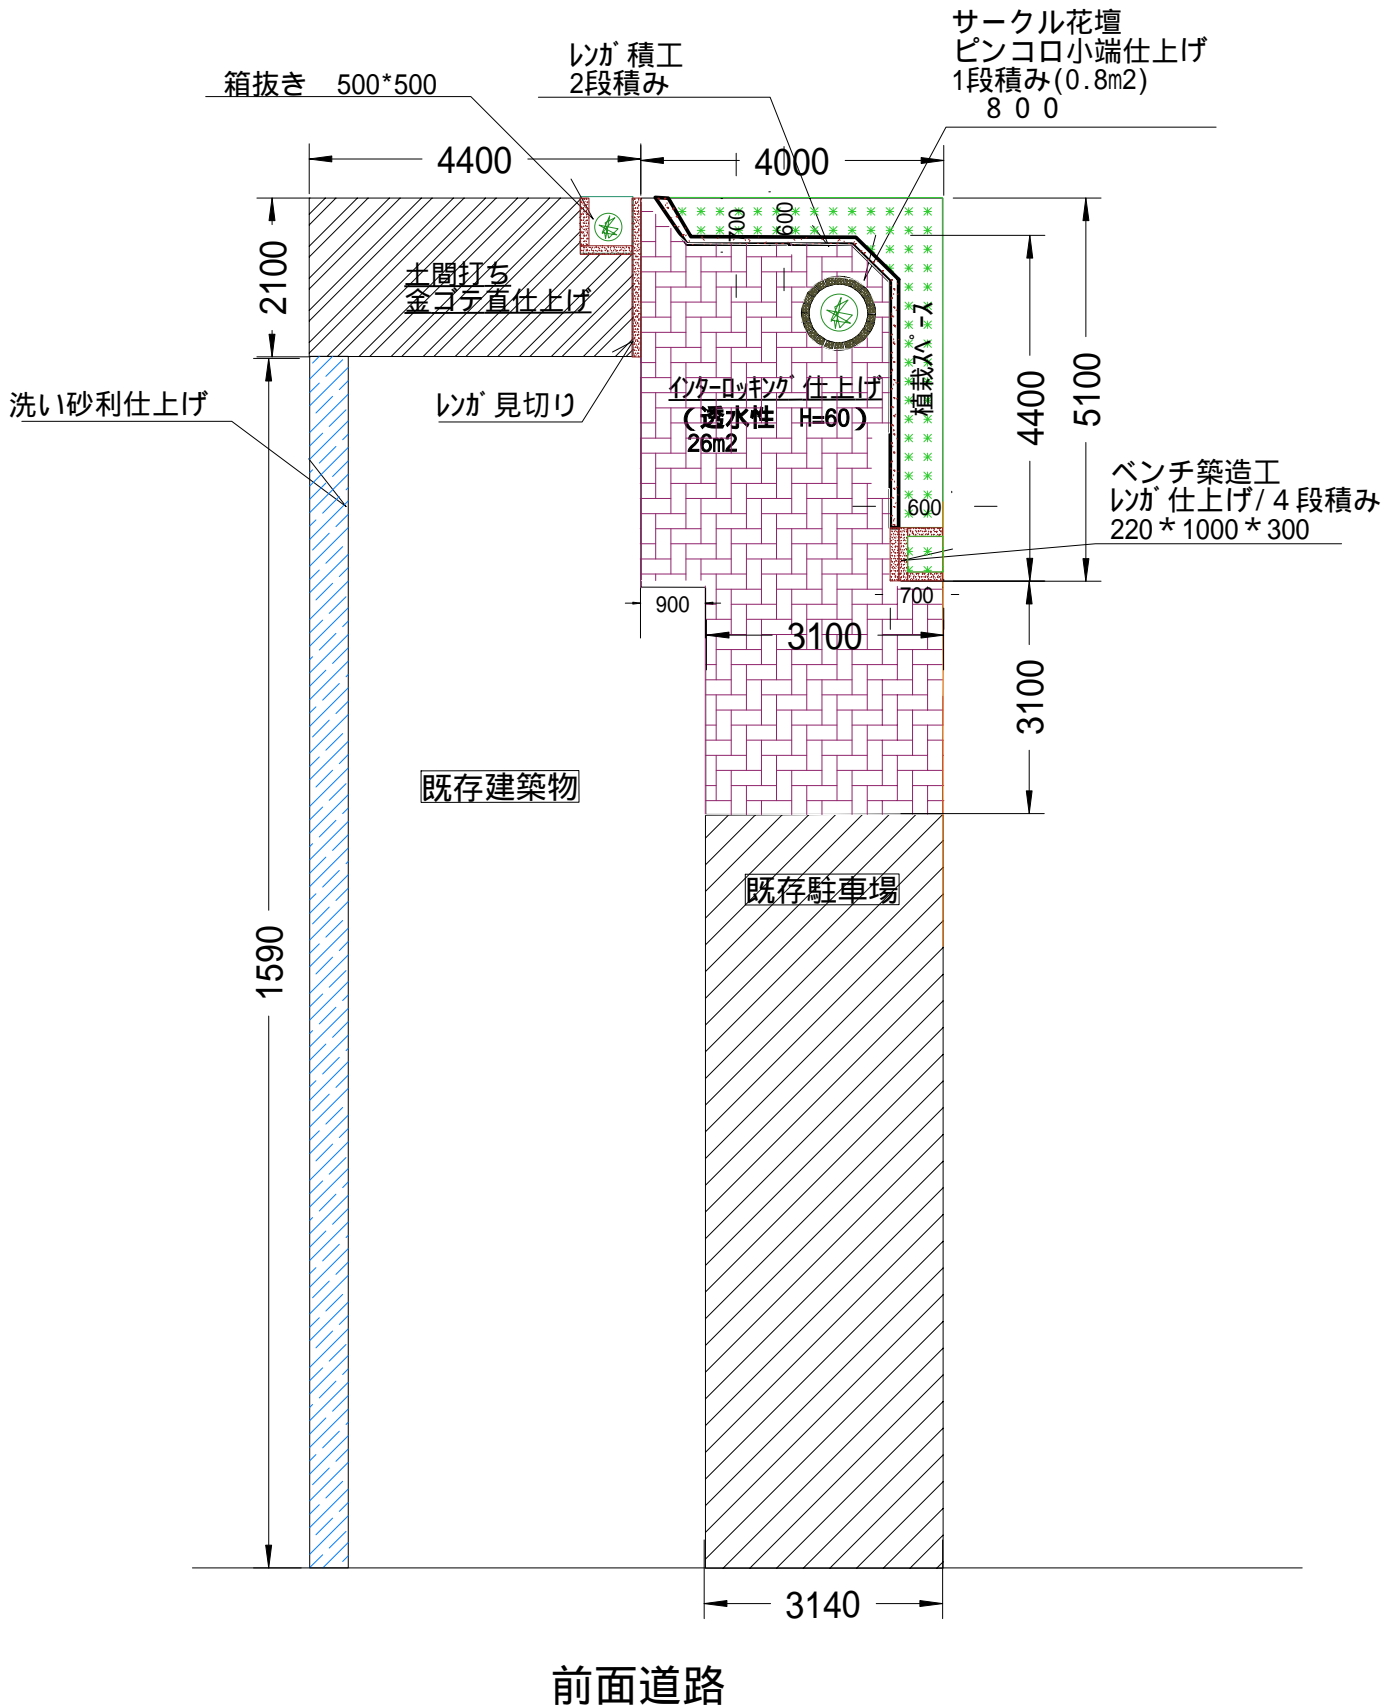 サークル花壇
ピンコロ小端仕上げ
1段積み(0.8m2)
８００
ﾚﾝｶﾞ積工
2段積み
箱抜き　500*500
4400
4000
700
600
2100
土間打ち
金ゴテ直仕上げ
植栽ｽﾍﾟｰｽ
4400
5100
洗い砂利仕上げ
ﾚﾝｶﾞ見切り
ｲﾝﾀｰﾛｯｷﾝｸﾞ仕上げ
（透水性　H=60）
26m2
ベンチ築造工
ﾚﾝｶﾞ仕上げ/４段積み
220＊1000＊300
600
900
700
3100
3100
既存建築物
既存駐車場
1590
3140
前面道路